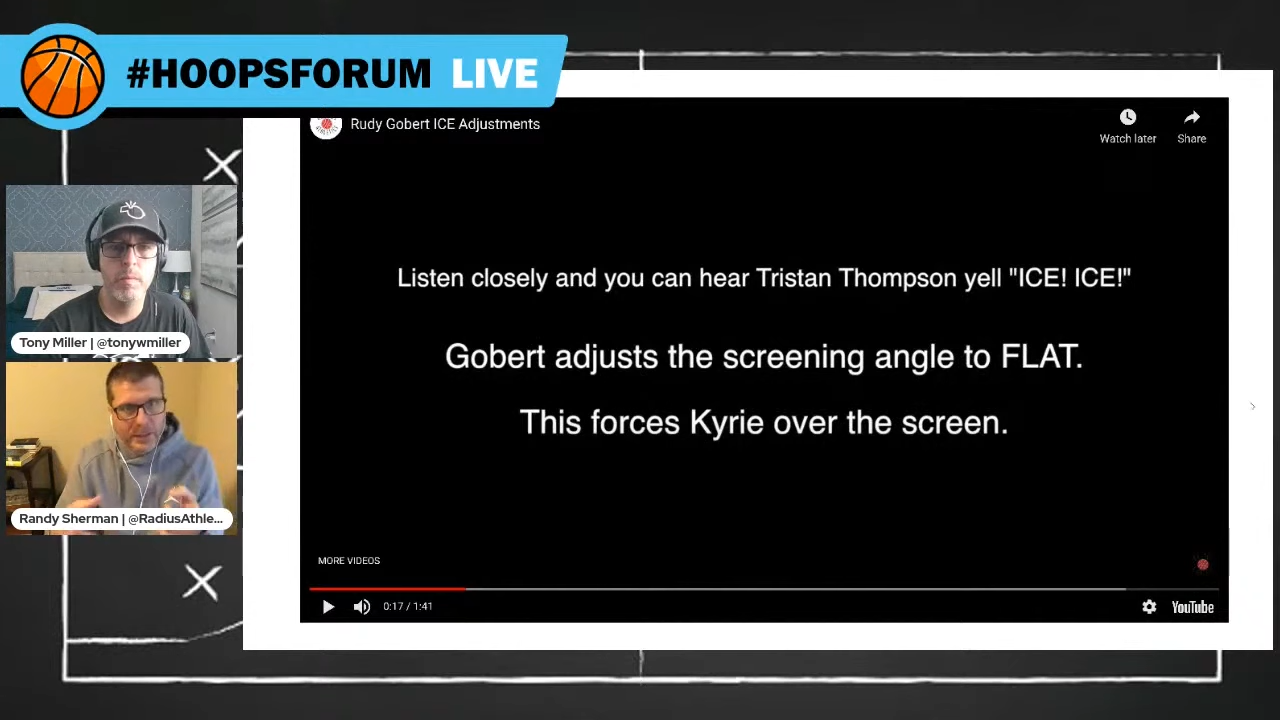 #HOOPSFORUM LIVE
Rudy Gobert ICE Adjustments
Watch later
Share
Listen closely and you can hear Tristan Thompson yell "ICE! ICE!"
Gobert adjusts the screening angle to FLAT.
This forces Kyrie over the screen.
Tony Miller | @tonywmiller
Randy Sherman | @RadiusAthle...
MORE VIDEOS
0:17 / 1:41
YouTube